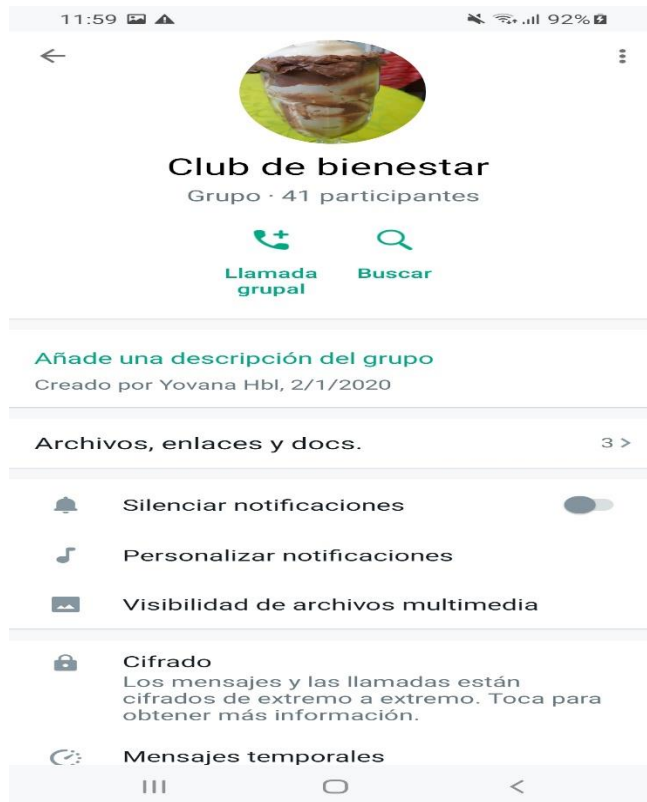 11:59 92%
Club de bienestar
Grupo · 41 participantes
Llamada grupal
Buscar
Añade una descripción del grupo
Creado por Yovana Hbl, 2/1/2020
Archivos, enlaces y docs. 3 >
Silenciar notificaciones
Personalizar notificaciones
Visibilidad de archivos multimedia
Cifrado
Los mensajes y las llamadas están
cifrados de extremo a extremo. Toca para
obtener más información.
Mensajes temporales